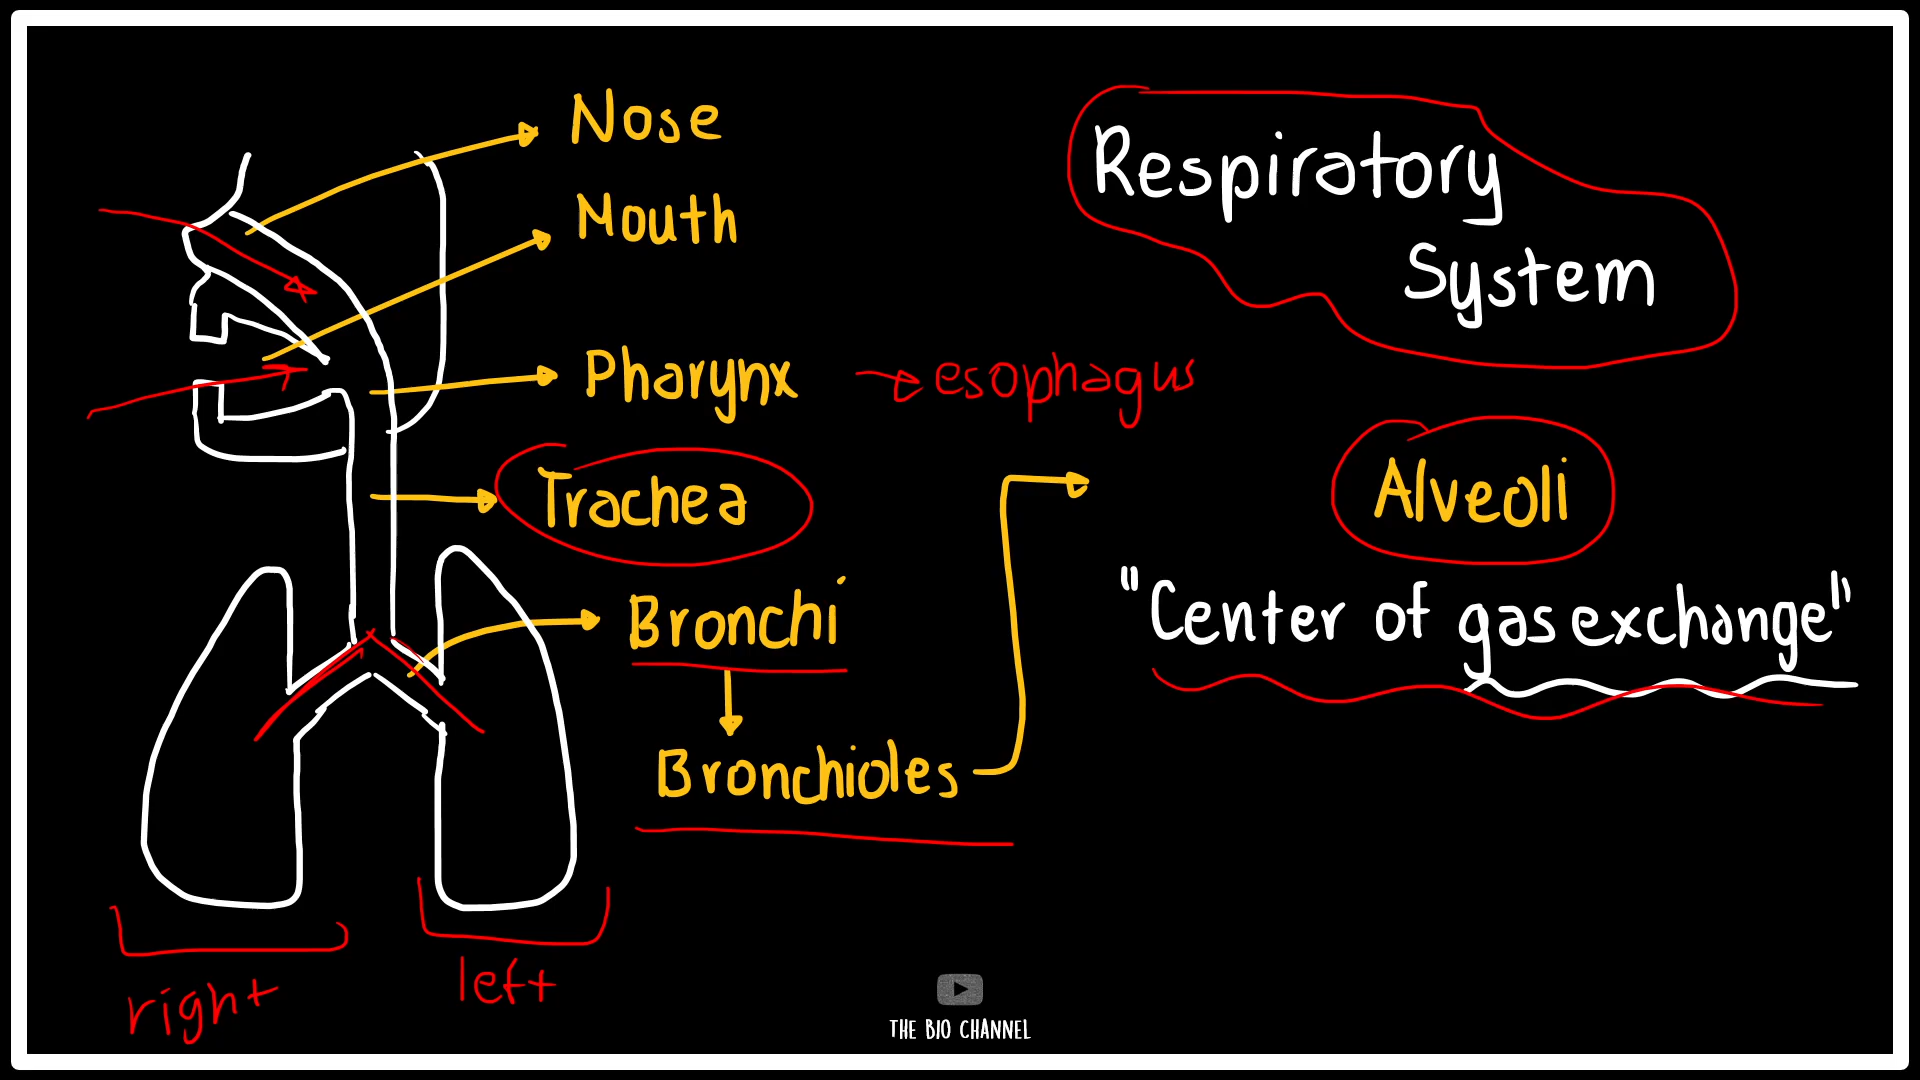 Nose
Mouth
Pharynx
esophagus
Trachea
Bronchi
Bronchioles
Respiratory
System
Alveoli
"Center of gas exchange"
right
left
THE BIO CHANNEL